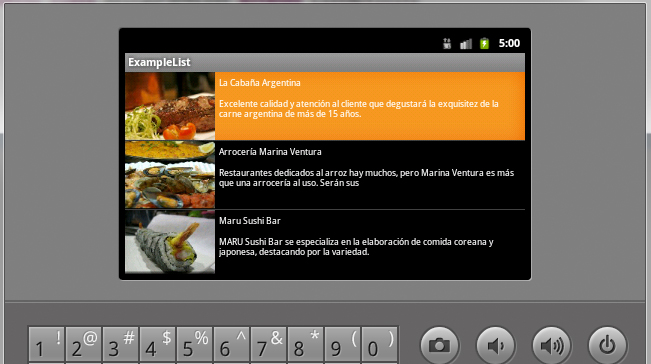 5:00
ExampleList
La Cabaña Argentina
Excelente calidad y atención al cliente que degustará la exquisitez de la
carne argentina de más de 15 años.
Arrocería Marina Ventura
Restaurantes dedicados al arroz hay muchos, pero Marina Ventura es más
que una arrocería al uso. Serán sus
Maru Sushi Bar
MARU Sushi Bar se especializa en la elaboración de comida coreana y
japonesa, destacando por la variedad.
1 ! 2 @ 3 # 4 $ 5 % 6 ^ 7 & 8 * 9 ( 0 )